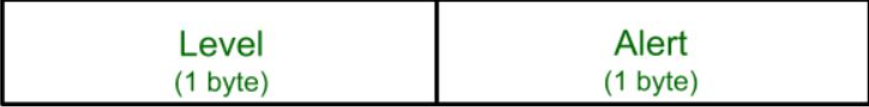 Level
(1 byte)
Alert
(1 byte)